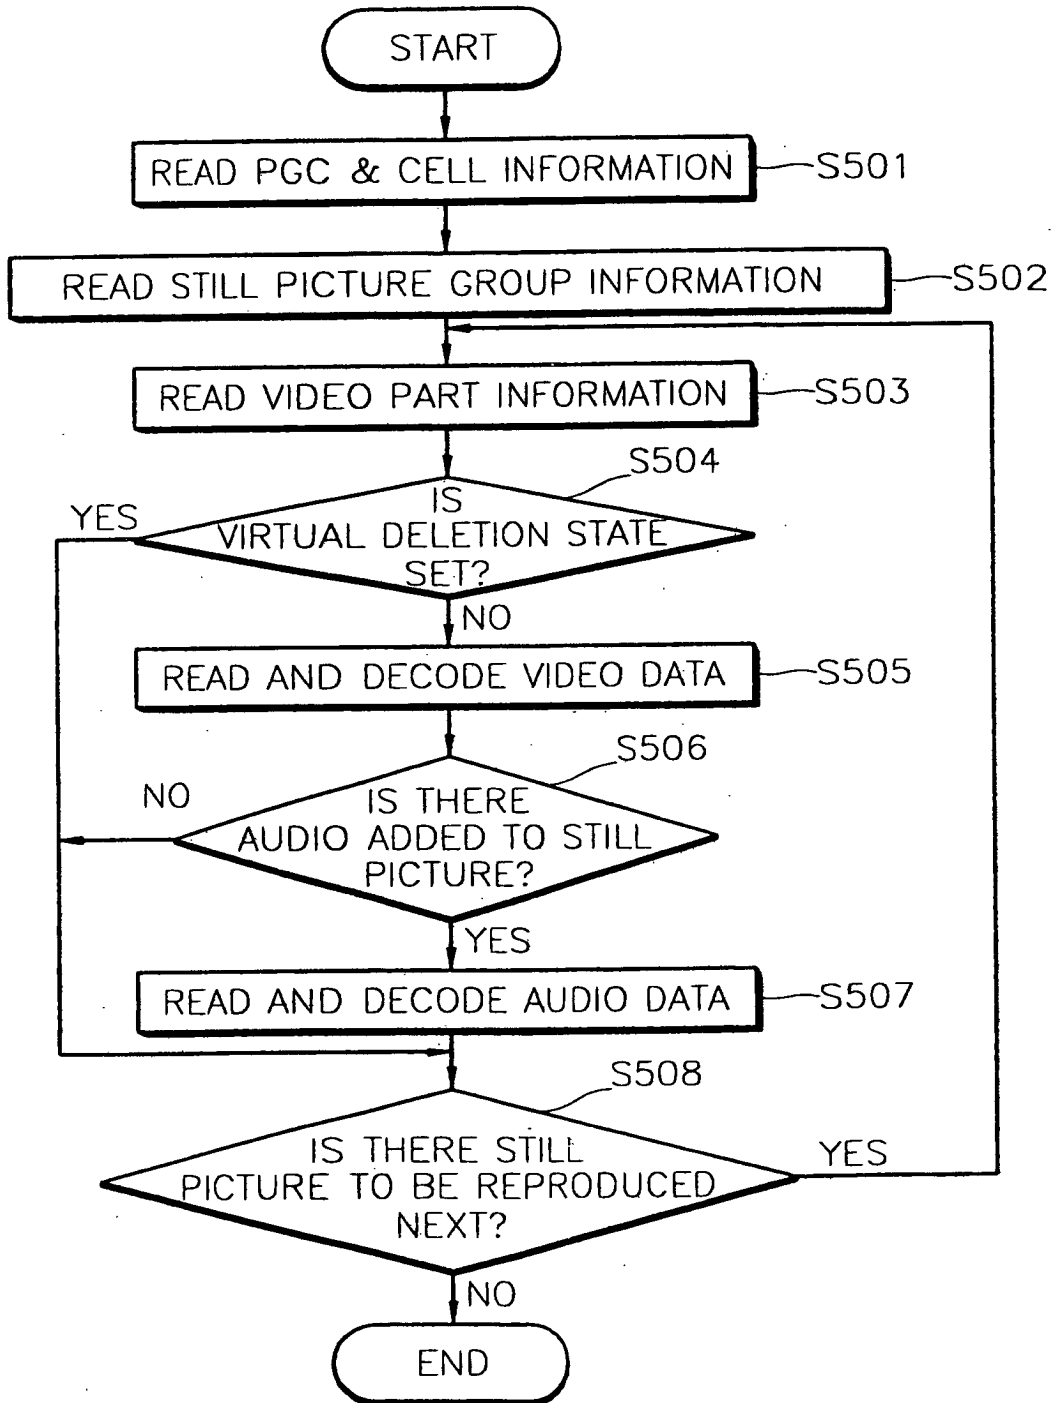 START
READ PGC & CELL INFORMATION
S501
READ STILL PICTURE GROUP INFORMATION
S502
READ VIDEO PART INFORMATION
S503
S504
IS
VIRTUAL DELETION STATE
SET?
YES
NO
READ AND DECODE VIDEO DATA
S505
S506
IS THERE
AUDIO ADDED TO STILL
PICTURE?
NO
YES
READ AND DECODE AUDIO DATA
S507
S508
IS THERE STILL
PICTURE TO BE REPRODUCED
NEXT?
YES
NO
END